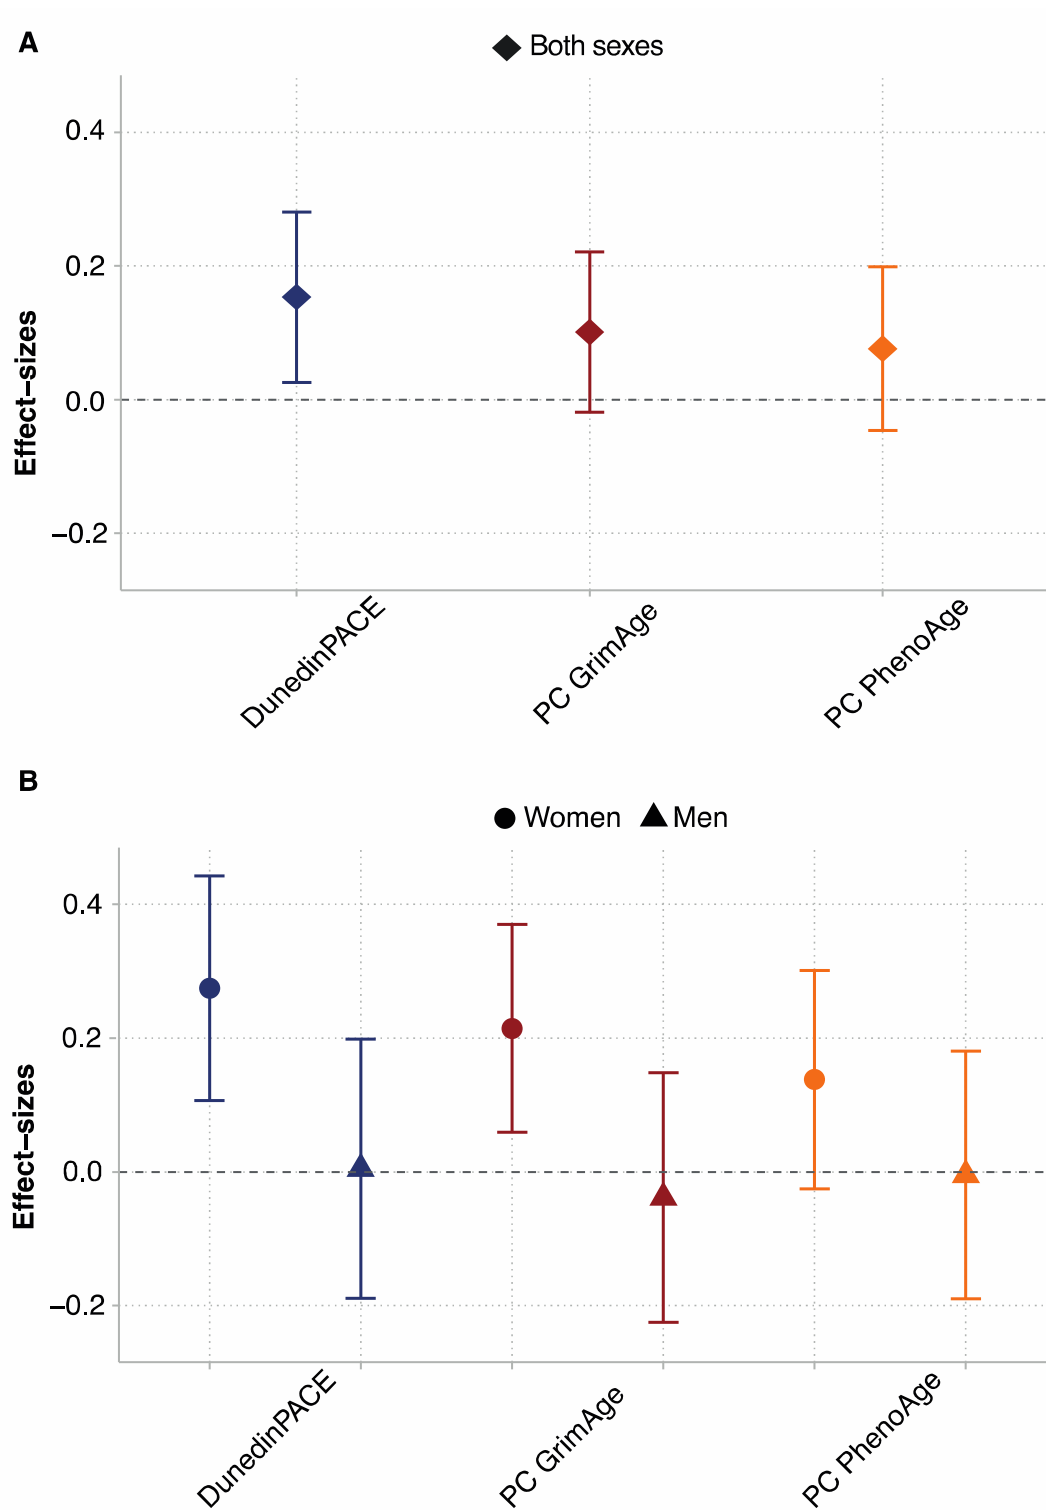 A
Both sexes
0.4
0.2
0.0
−0.2
Effect−sizes
DunedinPACE
PC GrimAge
PC PhenoAge
B
Women Men
0.4
0.2
0.0
−0.2
Effect−sizes
DunedinPACE
PC GrimAge
PC PhenoAge